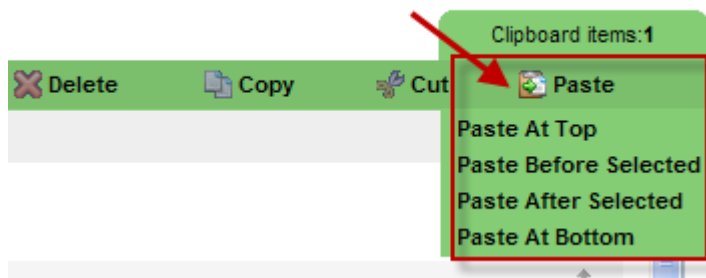 Clipboard items:1
Delete Copy Cut Paste
Paste At Top
Paste Before Selected
Paste After Selected
Paste At Bottom